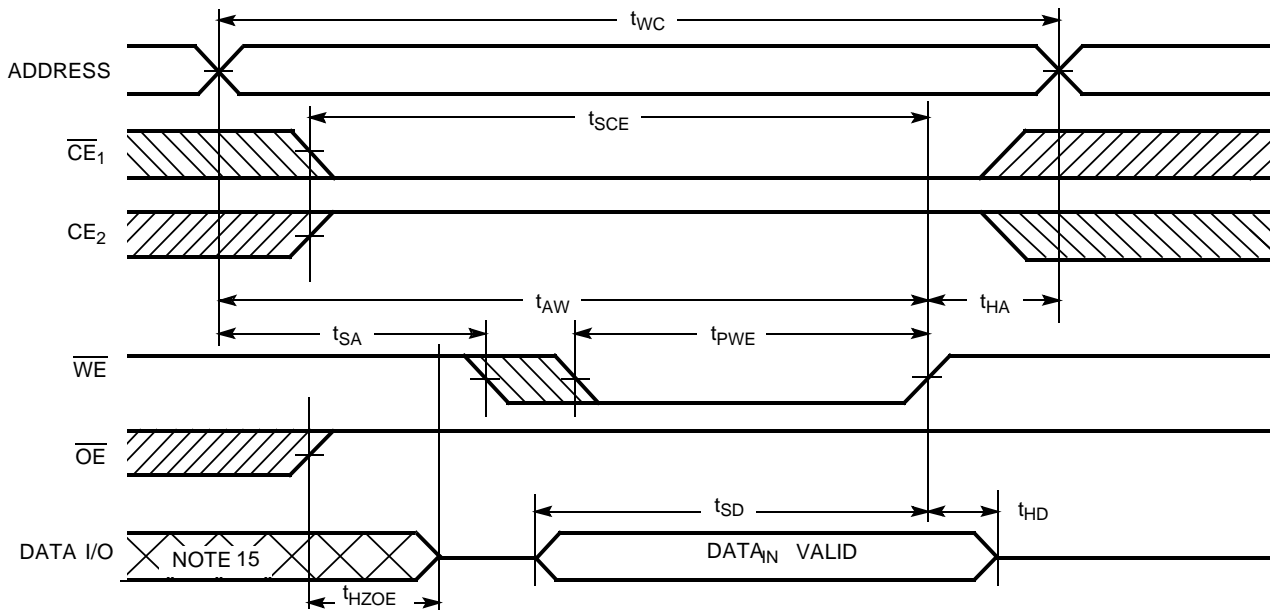 tWC
ADDRESS
tSCE
CE1
CE2
tAW
tHA
tSA
tPWE
WE
OE
tSD
tHD
DATA I/O
NOTE 15
DATAIN VALID
tHZOE